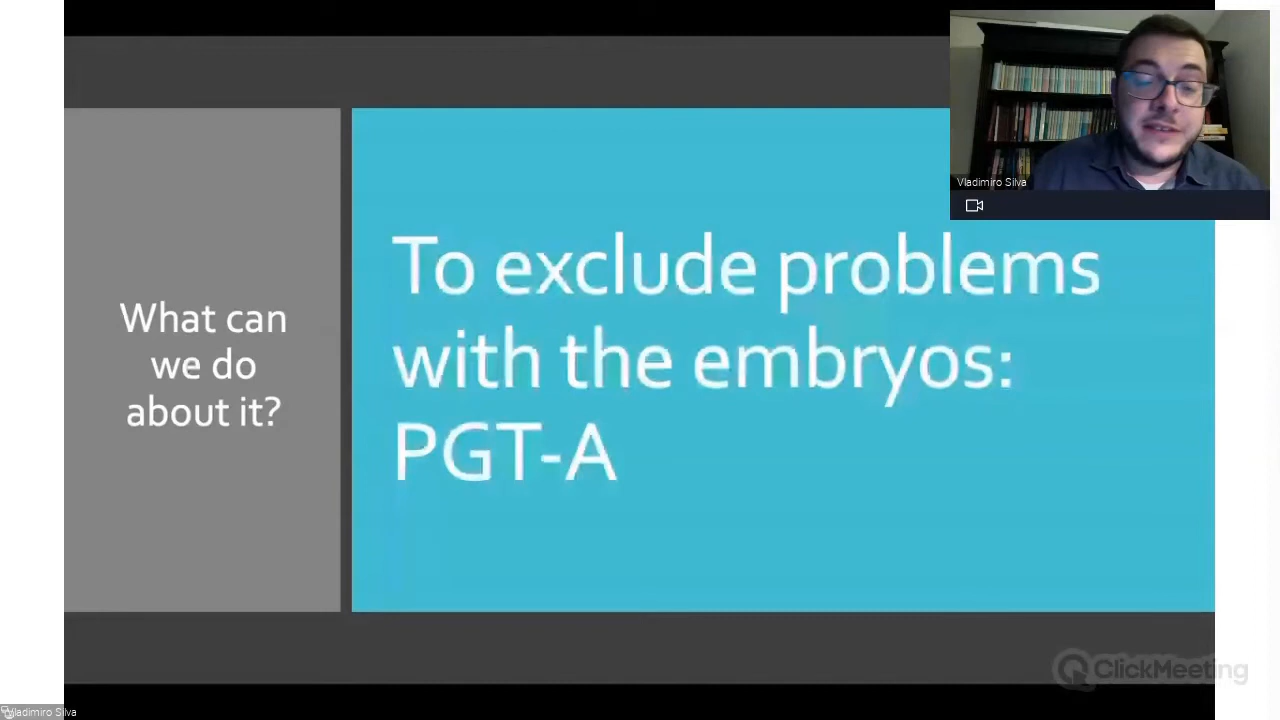 What can
we do
about it?
To exclude problems
with the embryos:
PGT-A
Vladimiro Silva
ClickMeeting
Vladimiro Silva